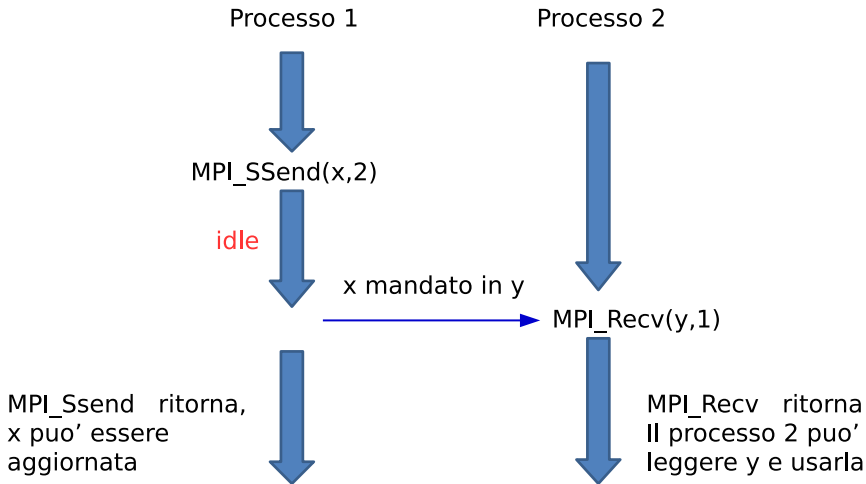 Processo 1
Processo 2
MPI_SSend(x,2)
idle
x mandato in y
MPI_Recv(y,1)
MPI_Ssend ritorna,
x puo’ essere
aggiornata
MPI_Recv ritorna
Il processo 2 puo’
leggere y e usarla